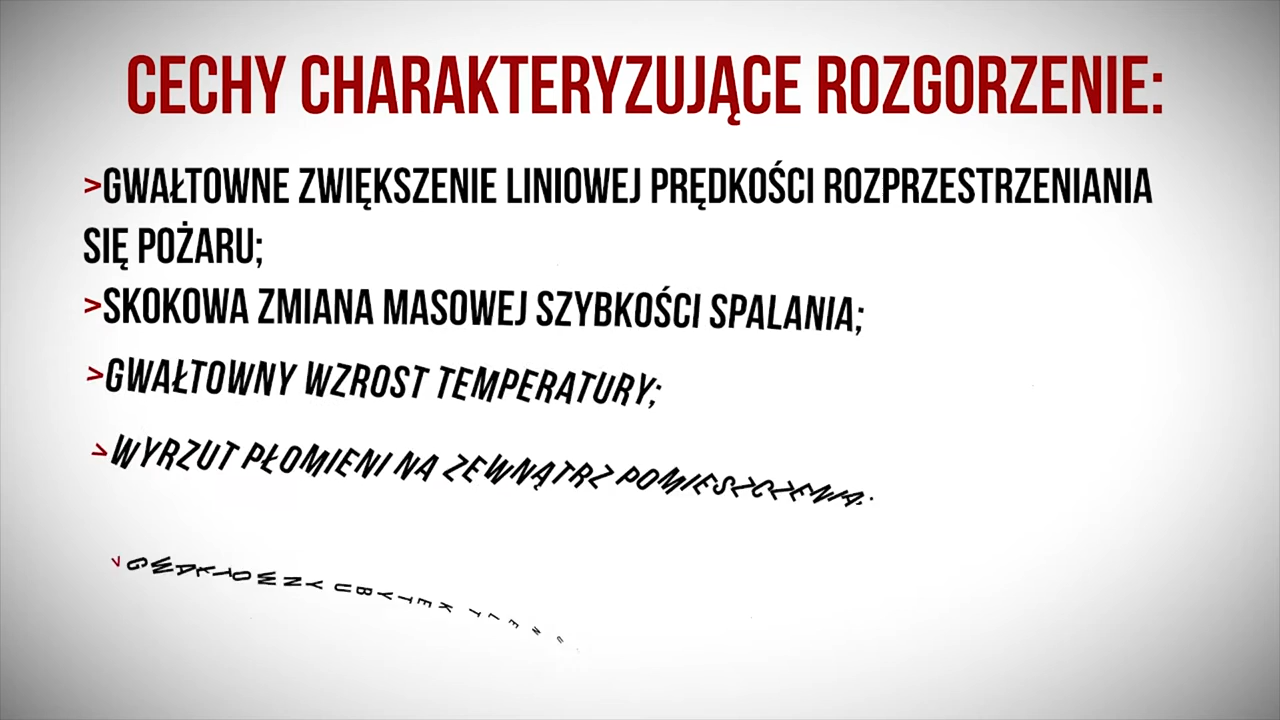 CECHY CHARAKTERYZUJĄCE ROZGORZENIE:
>GWAŁTOWNE ZWIĘKSZENIE LINIOWEJ PRĘDKOŚCI ROZPRZESTRZENIANIA
SIĘ POŻARU;
>SKOKOWA ZMIANA MASOWEJ SZYBKOŚCI SPALANIA;
>GWAŁTOWNY WZROST TEMPERATURY;
>WYRZUT PŁOMIENI NA ZEWNĄTRZ POMIESZCZENIA;
>GWAŁTOWNY UBYTEK TLENU